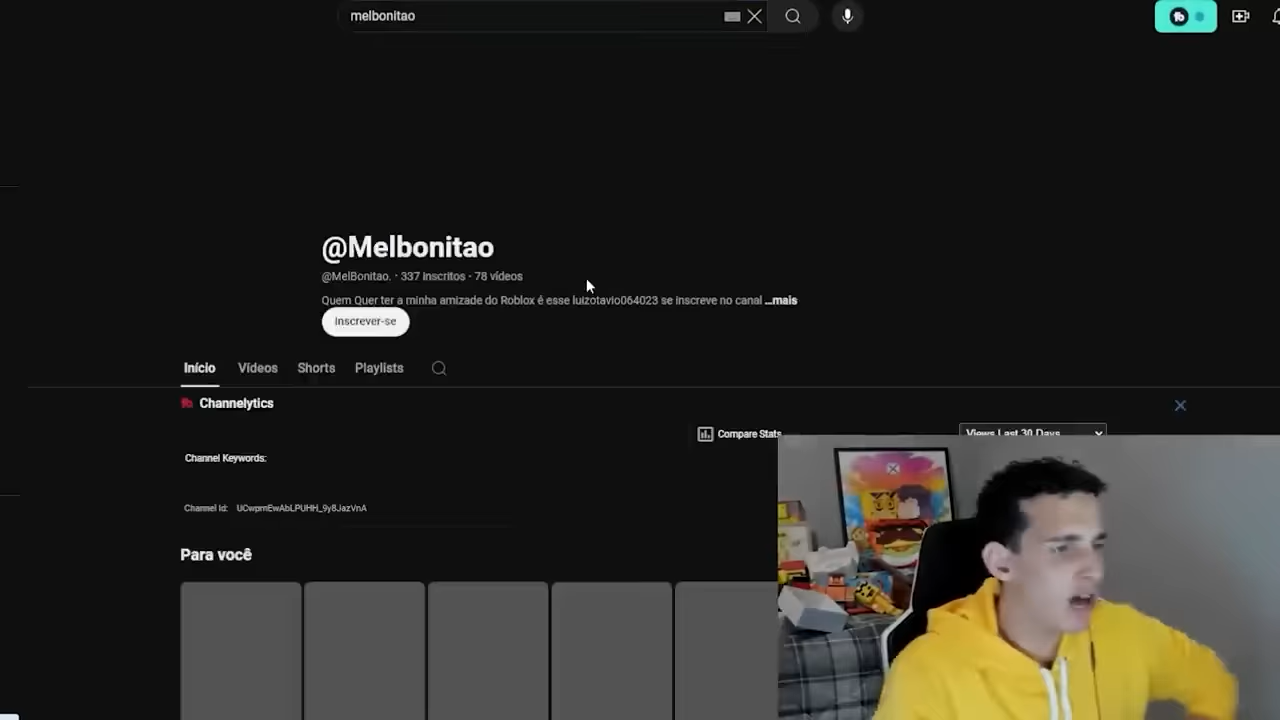 melbonitao
@Melbonitao
@MelBonitao. · 337 inscritos · 78 vídeos
Quem Quer ter a minha amizade do Roblox é esse luizotavio064023 se inscreve no canal ...mais
Inscrever-se
Início Vídeos Shorts Playlists
Channelytics
Compare Stats
Views Last 30 Days
Channel Keywords:
Channel Id: UCwpmEwAbLPUHH_9y8JazVnA
Para você